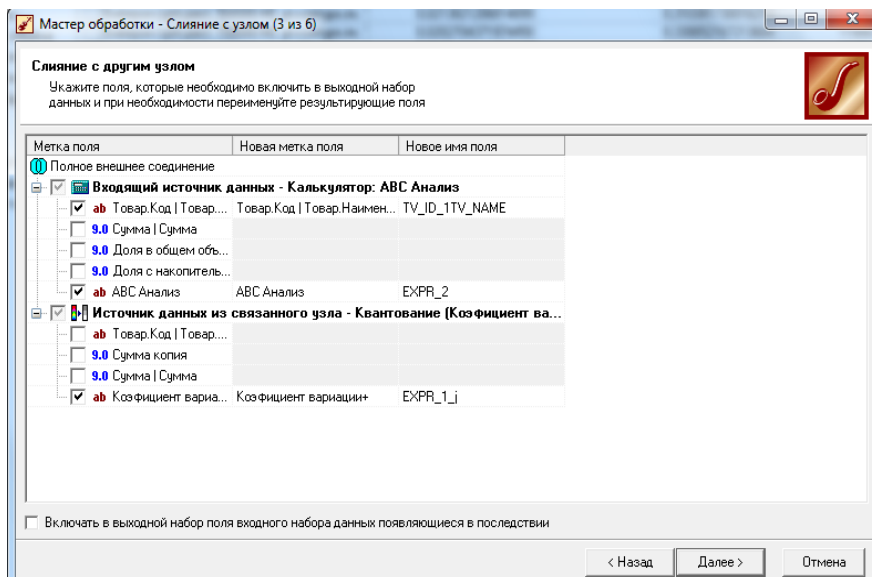 Мастер обработки - Слияние с узлом (3 из 6)
Слияние с другим узлом
Укажите поля, которые необходимо включить в выходной набор
данных и при необходимости переименуйте результирующие поля
Метка поля Новая метка поля Новое имя поля
Полное внешнее соединение
Входящий источник данных - Калькулятор: ABC Анализ
ab Товар.Код | Товар.... Товар.Код | Товар.Наимен... TV_ID_1TV_NAME
9.0 Сумма | Сумма
9.0 Доля в общем объ...
9.0 Доля с накопитель...
ab ABC Анализ ABC Анализ EXPR_2
Источник данных из связанного узла - Квантование (Коэфициент ва...
ab Товар.Код | Товар....
9.0 Сумма копия
9.0 Сумма | Сумма
ab Коэфициент вариа... Коэфициент вариации+ EXPR_1_j
Включать в выходной набор поля входного набора данных появляющиеся в последствии
< Назад Далее > Отмена